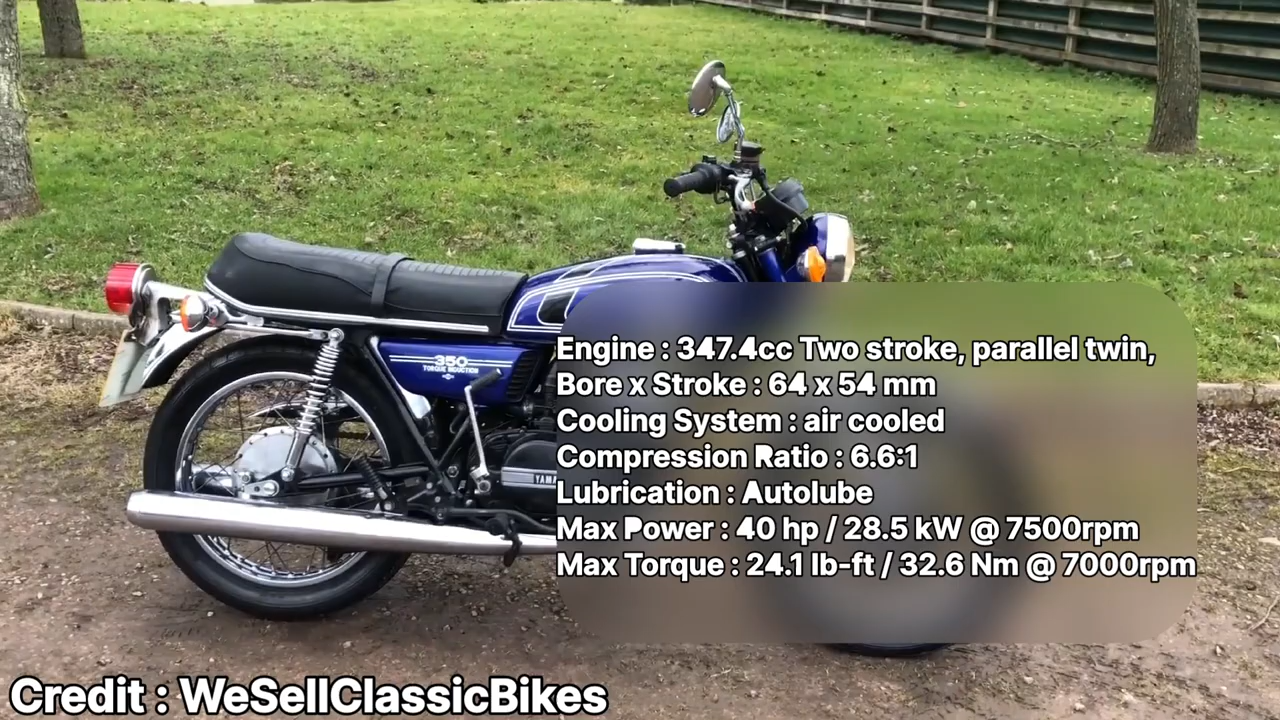 350
TORQUE INDUCTION
Engine : 347.4cc Two stroke, parallel twin,
Bore x Stroke : 64 x 54 mm
Cooling System : air cooled
Compression Ratio : 6.6:1
Lubrication : Autolube
Max Power : 40 hp / 28.5 kW @ 7500rpm
Max Torque : 24.1 lb-ft / 32.6 Nm @ 7000rpm
Credit : WeSellClassicBikes